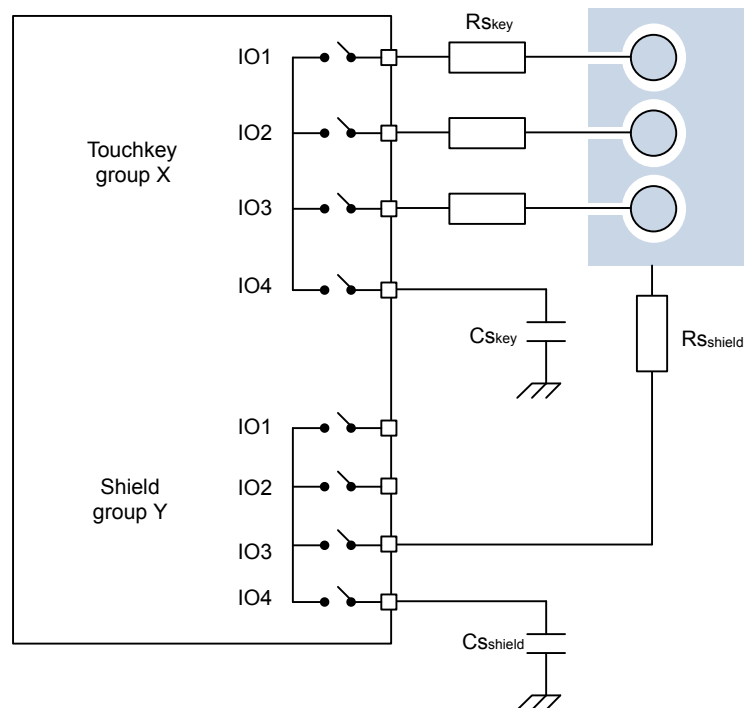 Rskey
IO1
IO2
Touchkey
group X
IO3
IO4
Cskey
Rsshield
IO1
IO2
Shield
group Y
IO3
IO4
Csshield